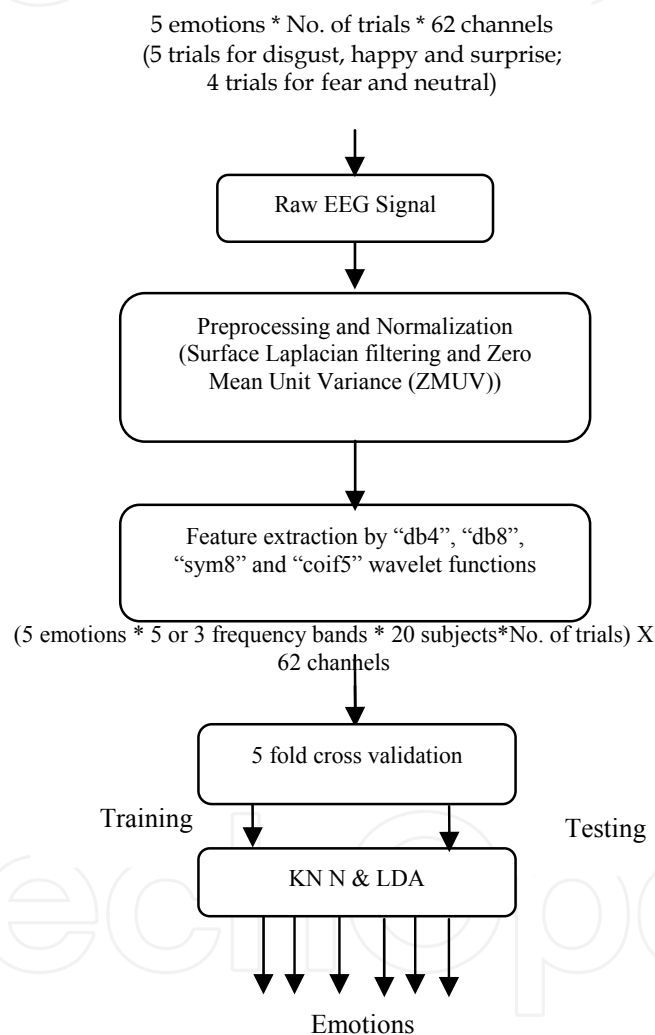 5 emotions * No. of trials * 62 channels
(5 trials for disgust, happy and surprise;
4 trials for fear and neutral)
Raw EEG Signal
Preprocessing and Normalization
(Surface Laplacian filtering and Zero
Mean Unit Variance (ZMUV))
Feature extraction by “db4”, “db8”,
“sym8” and “coif5” wavelet functions
(5 emotions * 5 or 3 frequency bands * 20 subjects*No. of trials) X
62 channels
5 fold cross validation
Training
Testing
KN N & LDA
Emotions